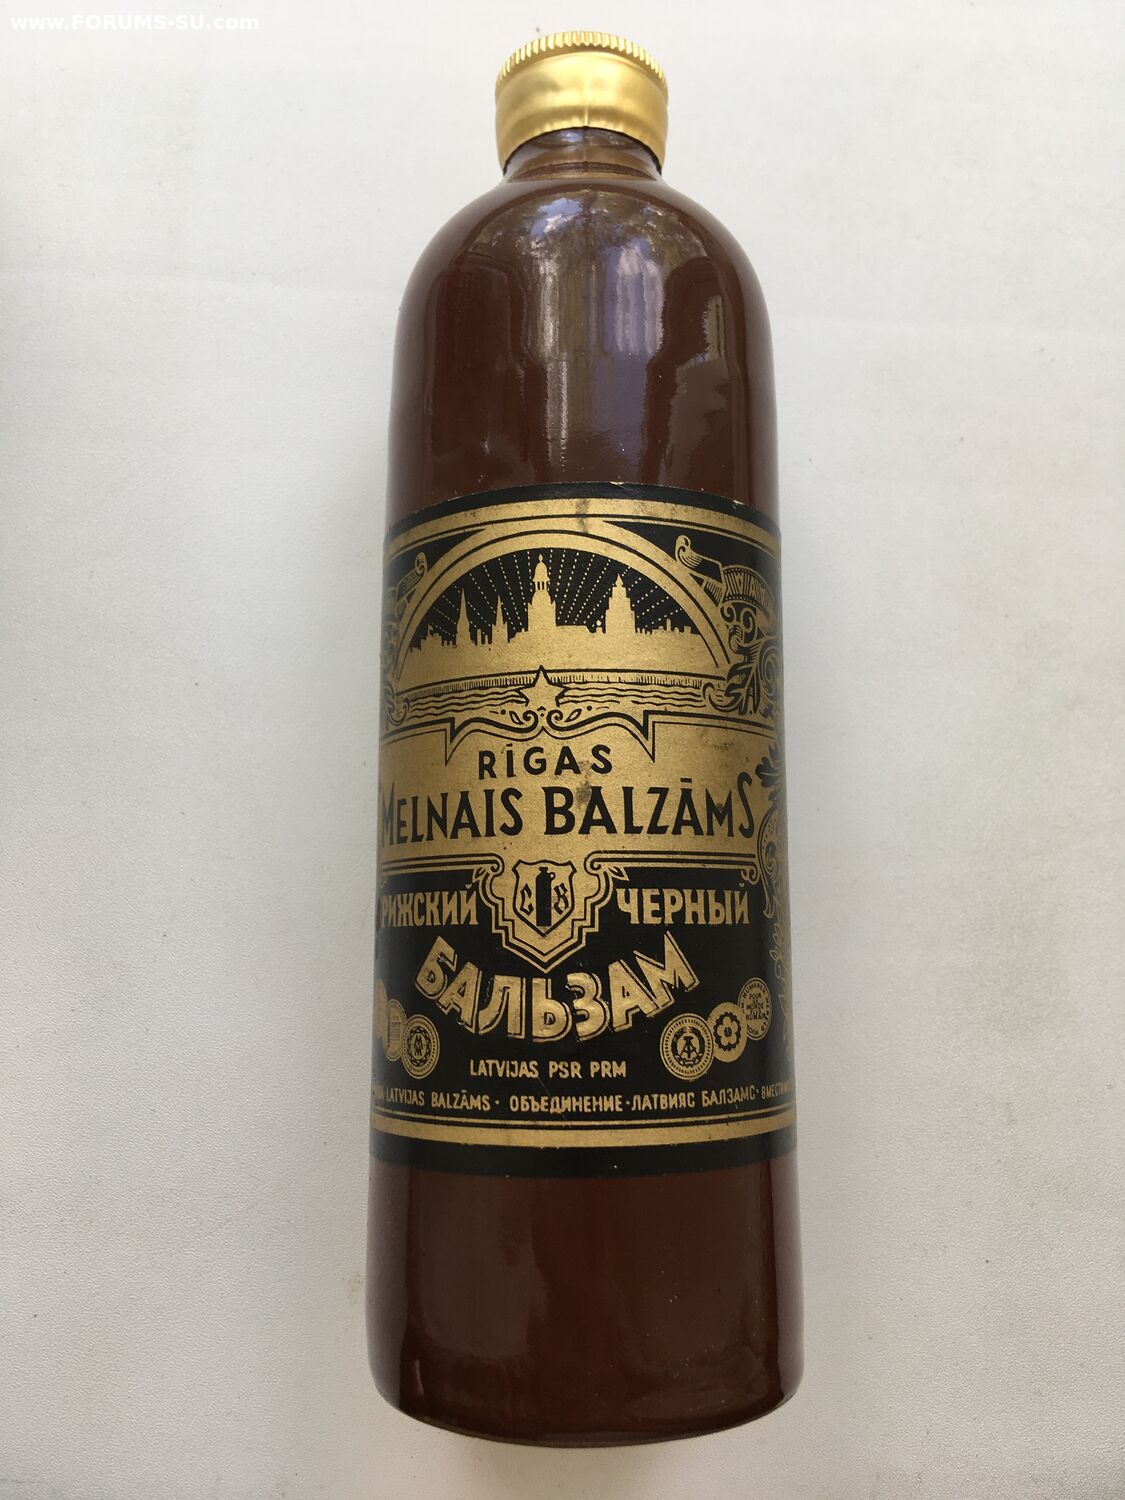 www.FORUMS-SU.com
RĪGAS
MELNAIS BALZĀMS
РИЖСКИЙ ЧЕРНЫЙ
БАЛЬЗАМ
LATVIJAS PSR PRM
LATVIJAS BALZĀMS · ОБЪЕДИНЕНИЕ · ЛАТВИЯС БАЛЗАМС ·